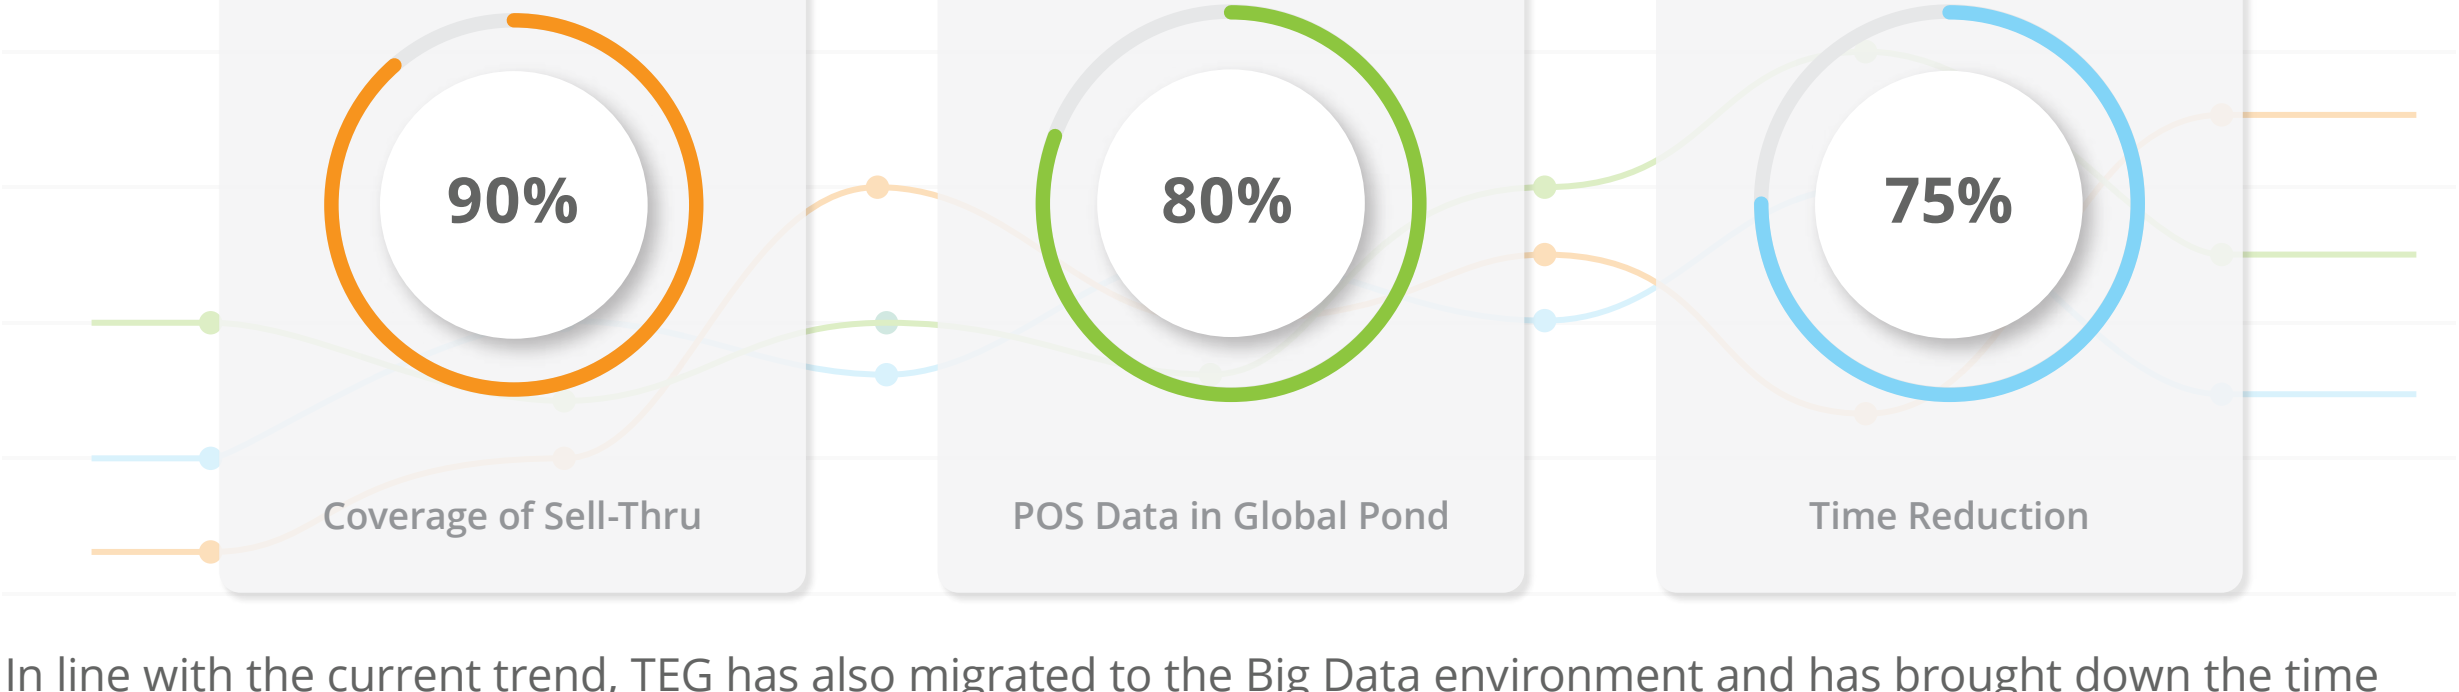 90%
80%
75%
Coverage of Sell-Thru
POS Data in Global Pond
Time Reduction
In line with the current trend, TEG has also migrated to the Big Data environment and has brought down the time